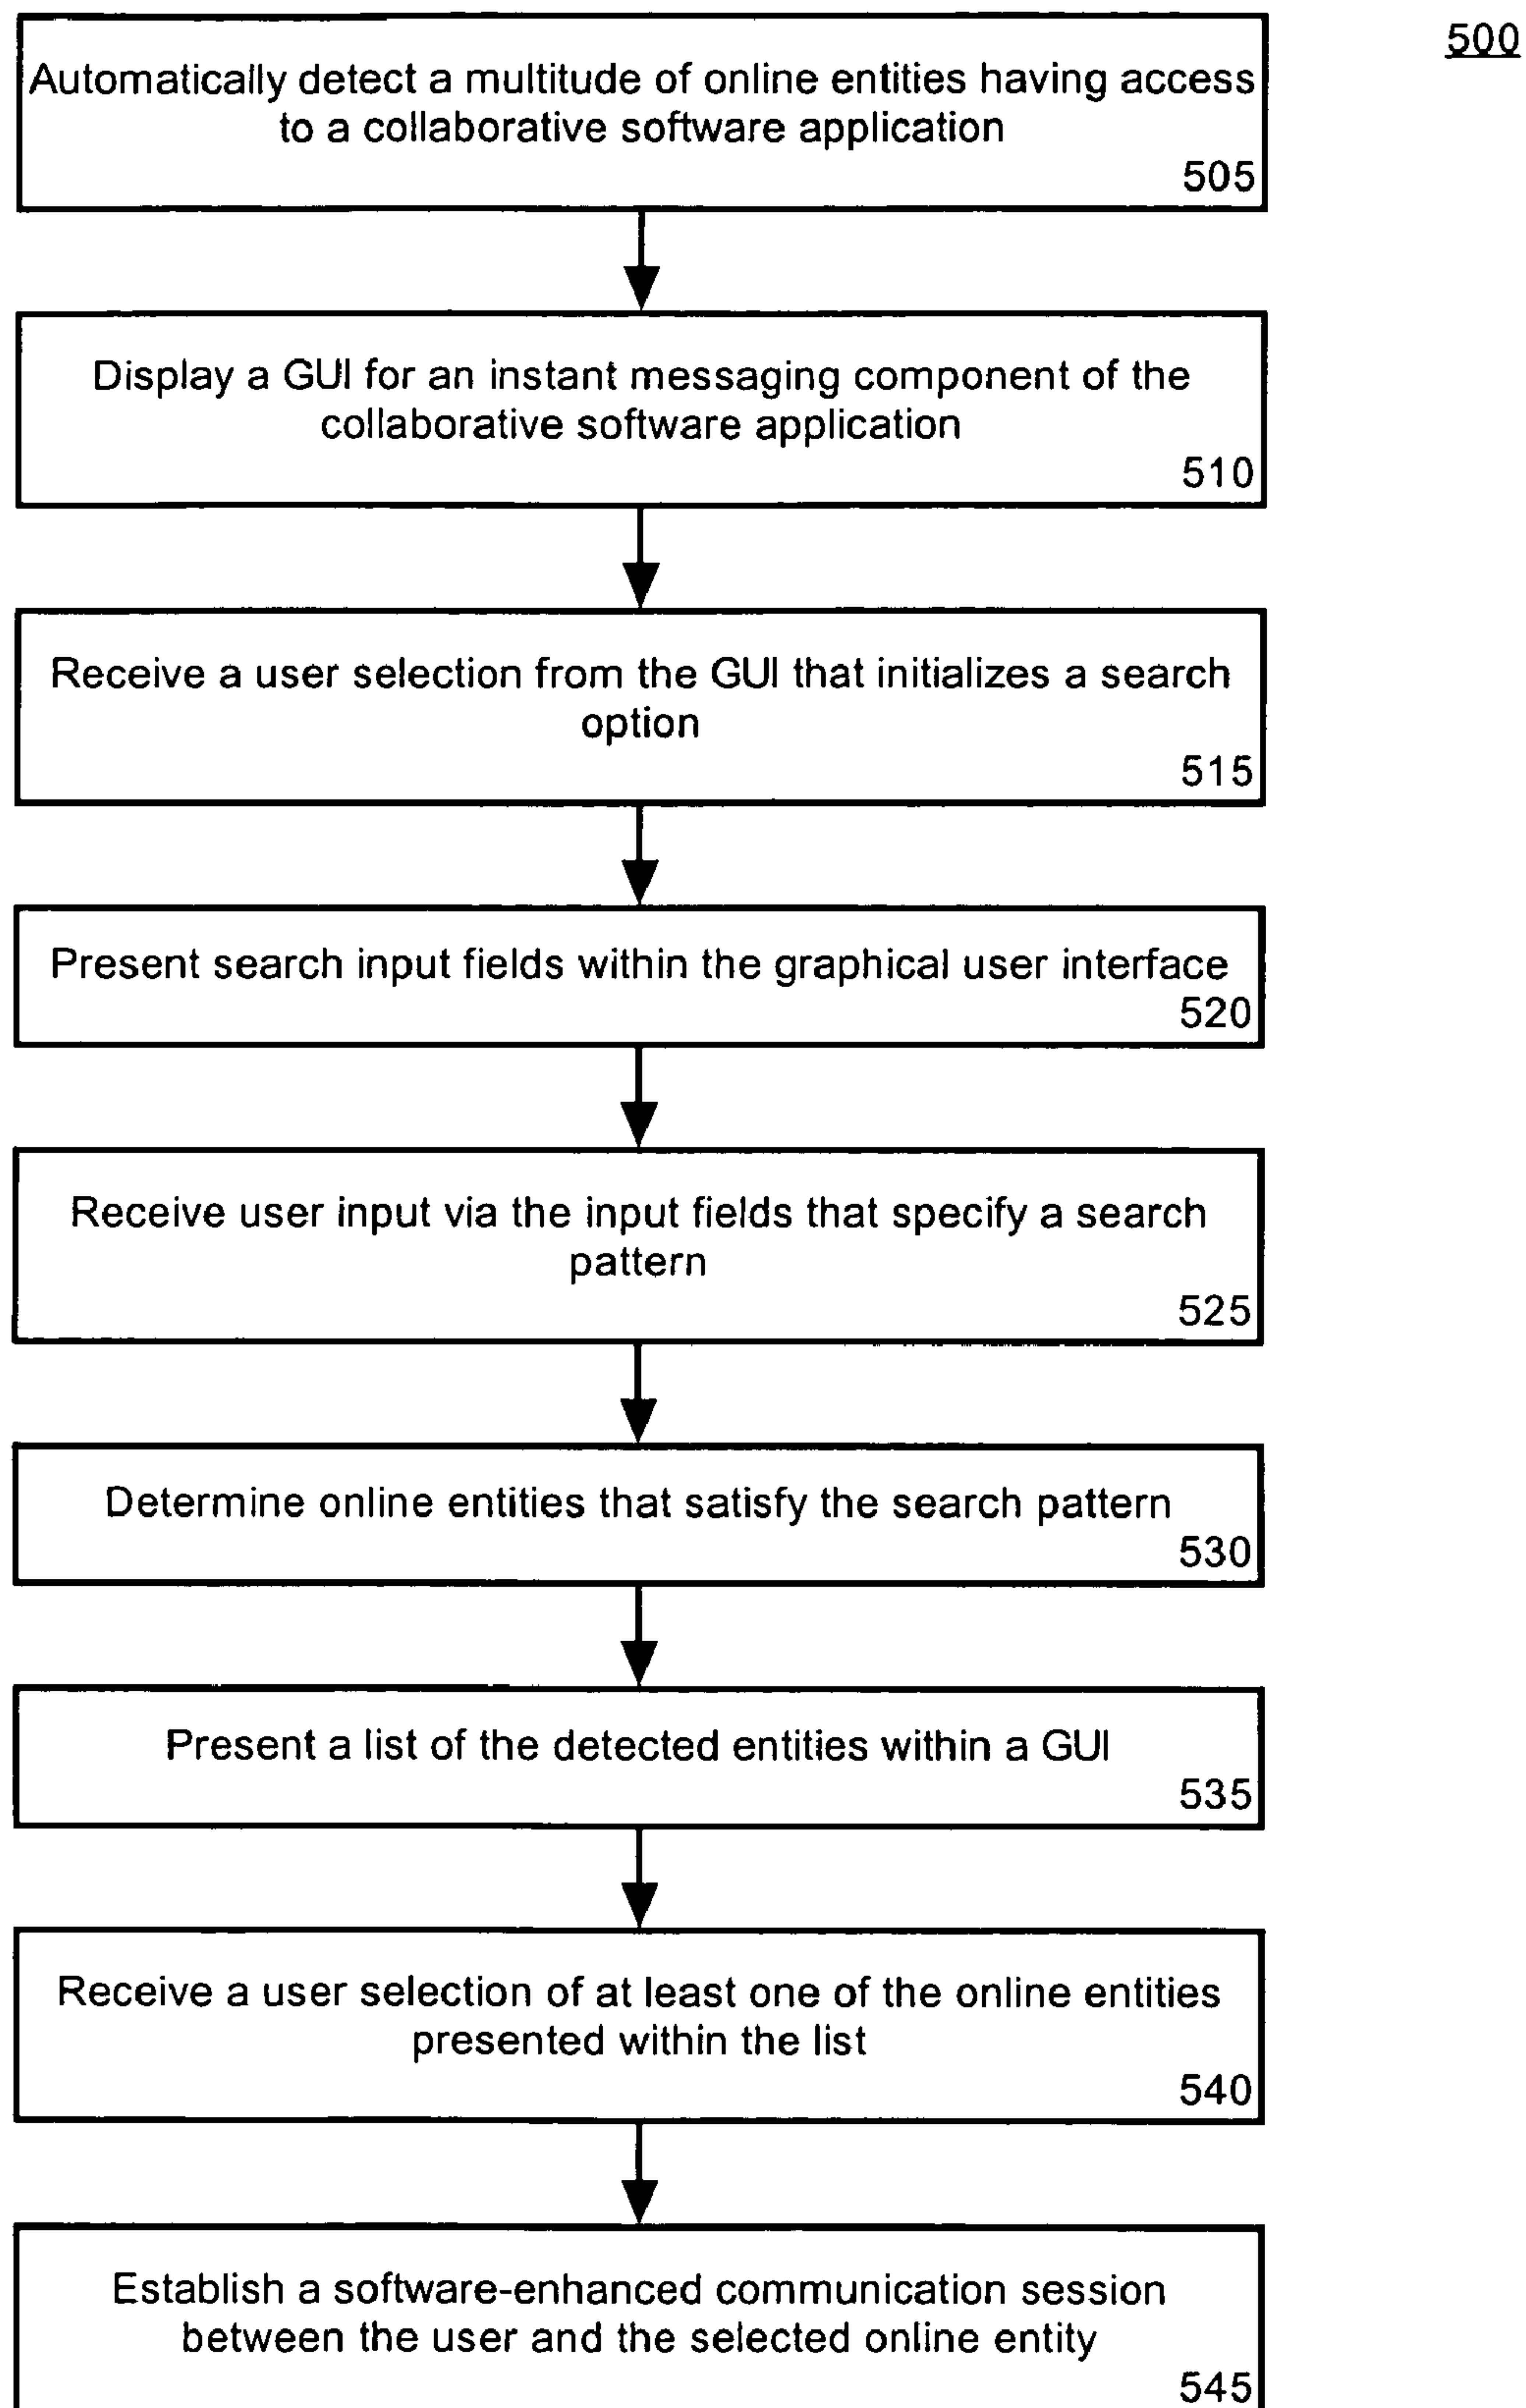 500
Automatically detect a multitude of online entities having access
to a collaborative software application
505
Display a GUI for an instant messaging component of the
collaborative software application
510
Receive a user selection from the GUI that initializes a search
option
515
Present search input fields within the graphical user interface
520
Receive user input via the input fields that specify a search
pattern
525
Determine online entities that satisfy the search pattern
530
Present a list of the detected entities within a GUI
535
Receive a user selection of at least one of the online entities
presented within the list
540
Establish a software-enhanced communication session
between the user and the selected online entity
545